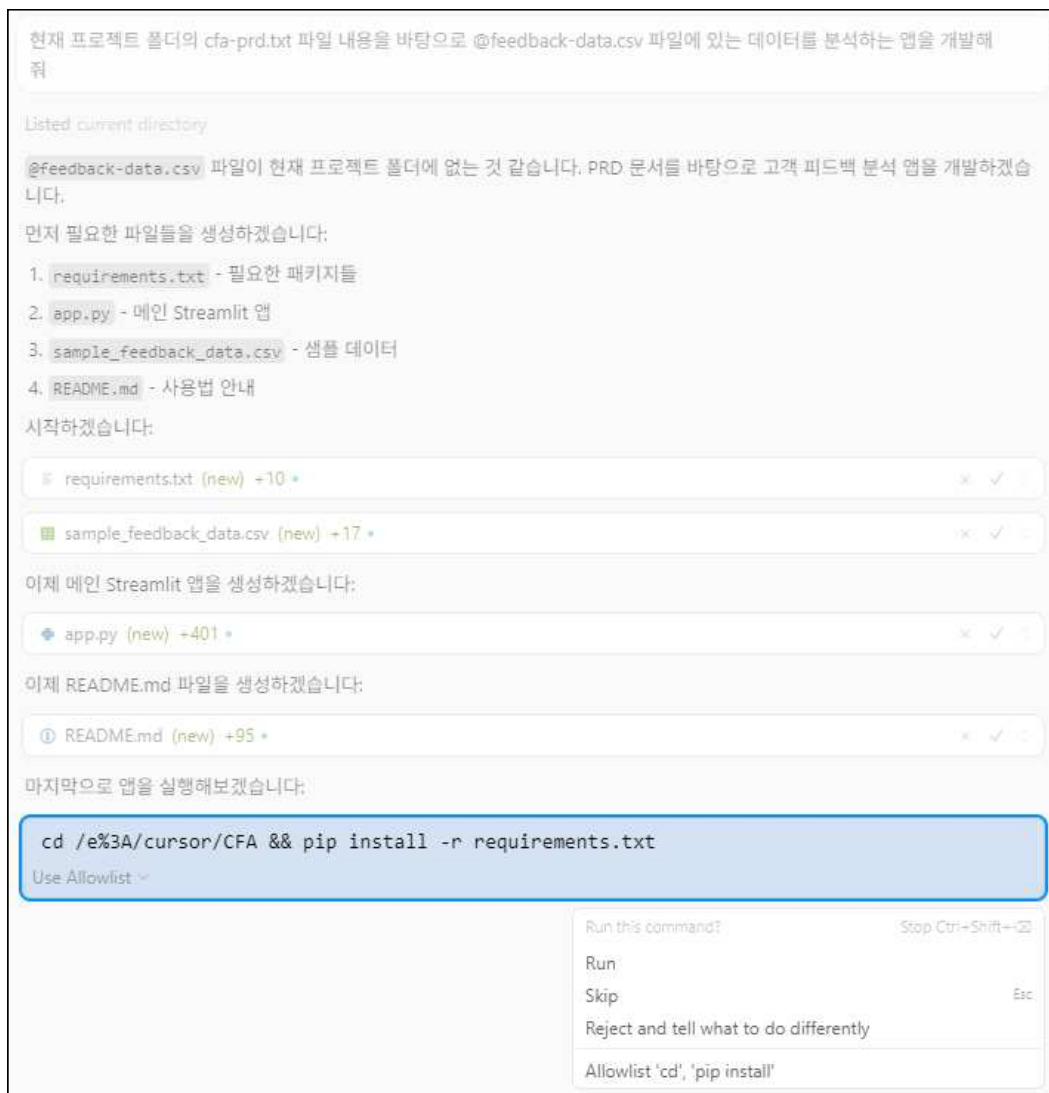 현재 프로젝트 폴더의 cfa-prd.txt 파일 내용을 바탕으로 @feedback-data.csv 파일에 있는 데이터를 분석하는 앱을 개발해
줘
Listed current directory
@feedback-data.csv 파일이 현재 프로젝트 폴더에 없는 것 같습니다. PRD 문서를 바탕으로 고객 피드백 분석 앱을 개발하겠습
니다.
먼저 필요한 파일들을 생성하겠습니다:
1. requirements.txt - 필요한 패키지들
2. app.py - 메인 Streamlit 앱
3. sample_feedback_data.csv - 샘플 데이터
4. README.md - 사용법 안내
시작하겠습니다:
requirements.txt (new) +10
sample_feedback_data.csv (new) +17
이제 메인 Streamlit 앱을 생성하겠습니다:
app.py (new) +401
이제 README.md 파일을 생성하겠습니다:
README.md (new) +95
마지막으로 앱을 실행해보겠습니다:
cd /e%3A/cursor/CFA && pip install -r requirements.txt
Use Allowlist
Run this command? Stop Ctrl+Shift+⌫
Run
Skip Esc
Reject and tell what to do differently
Allowlist 'cd', 'pip install'